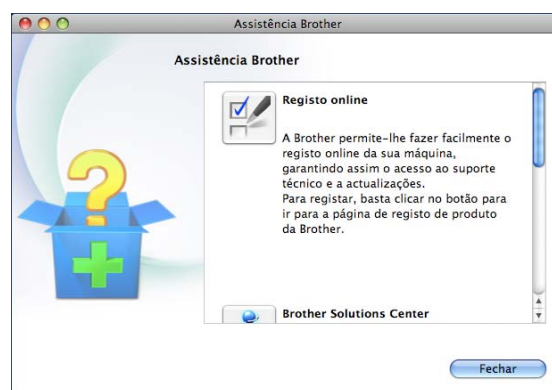 Assistência Brother
Assistência Brother
Registo online
A Brother permite-lhe fazer facilmente o
registo online da sua máquina,
garantindo assim o acesso ao suporte
técnico e a actualizações.
Para registar, basta clicar no botão para
ir para a página de registo de produto
da Brother.
Brother Solutions Center
Fechar